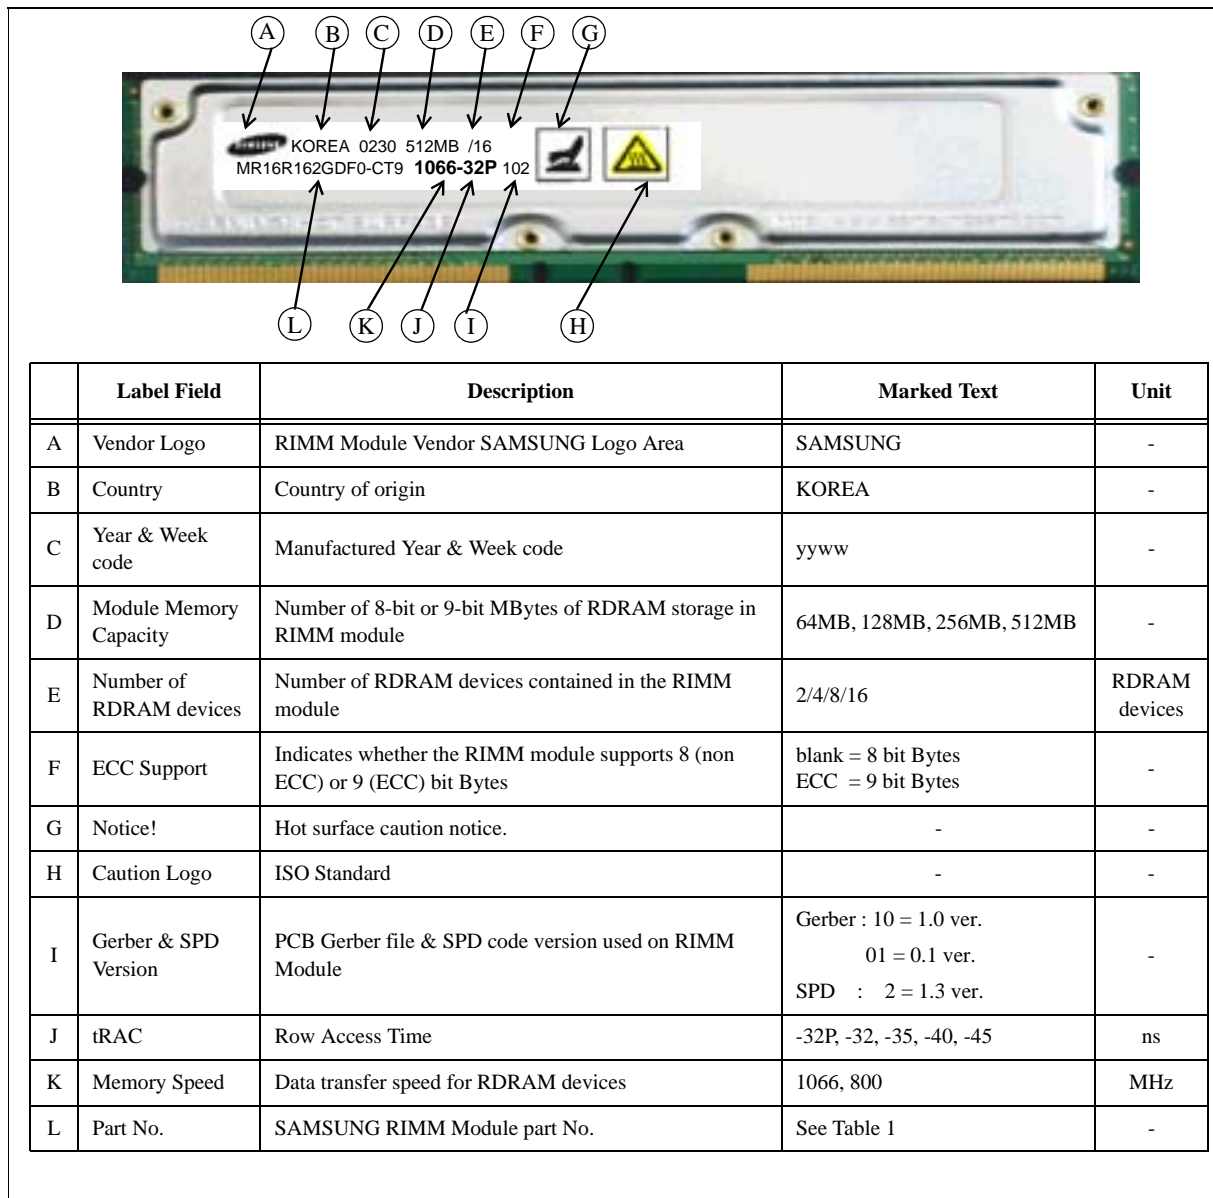 A B C D E F G
SAMSUNG KOREA 0230 512MB /16
MR16R162GDF0-CT9 1066-32P 102
L K J I H
Label Field Description Marked Text Unit
A Vendor Logo RIMM Module Vendor SAMSUNG Logo Area SAMSUNG -
B Country Country of origin KOREA -
C Year & Week code Manufactured Year & Week code yyww -
D Module Memory Capacity Number of 8-bit or 9-bit MBytes of RDRAM storage in RIMM module 64MB, 128MB, 256MB, 512MB -
E Number of RDRAM devices Number of RDRAM devices contained in the RIMM module 2/4/8/16 RDRAM devices
F ECC Support Indicates whether the RIMM module supports 8 (non ECC) or 9 (ECC) bit Bytes blank = 8 bit Bytes ECC = 9 bit Bytes -
G Notice! Hot surface caution notice. - -
H Caution Logo ISO Standard - -
I Gerber & SPD Version PCB Gerber file & SPD code version used on RIMM Module Gerber : 10 = 1.0 ver. 01 = 0.1 ver. SPD : 2 = 1.3 ver. -
J tRAC Row Access Time -32P, -32, -35, -40, -45 ns
K Memory Speed Data transfer speed for RDRAM devices 1066, 800 MHz
L Part No. SAMSUNG RIMM Module part No. See Table 1 -